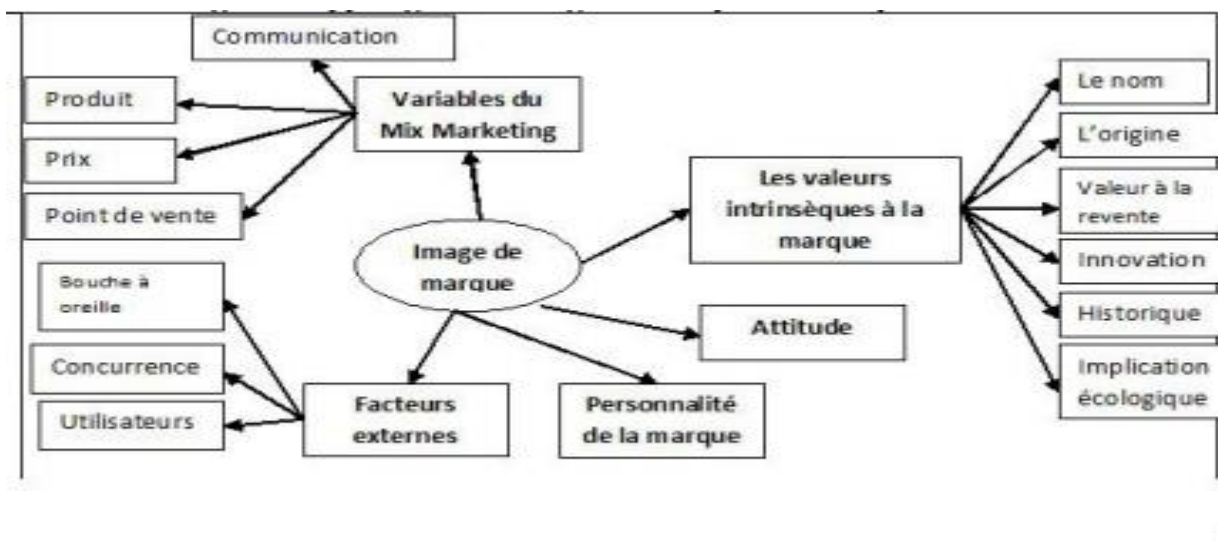 Communication
Produit
Variables du
Mix Marketing
Prix
Point de vente
Le nom
L'origine
Les valeurs
intrinsèques à la
marque
Valeur à la
revente
Innovation
Historique
Implication
écologique
Image de
marque
Attitude
Bouche à
oreille
Concurrence
Utilisateurs
Facteurs
externes
Personnalité
de la marque